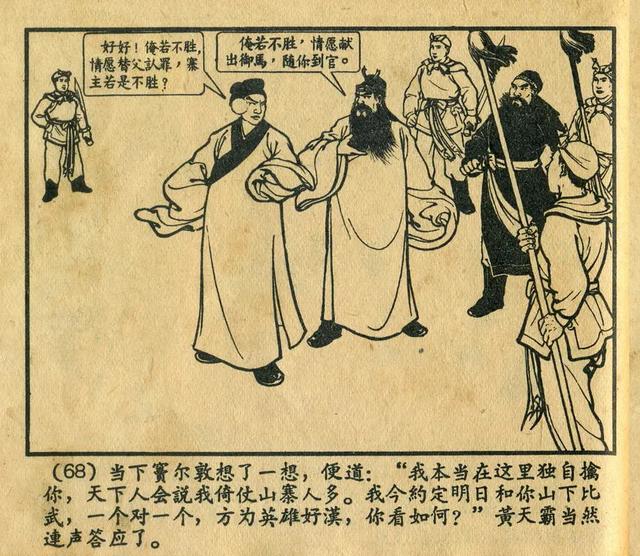 好好！俺若不胜，
情愿替父认罪，寨
主若是不胜？
俺若不胜，情愿献
出御馬，随你到官。
(68) 当下竇尔敦想了一想，便道：“我本当在这里独自擒
你，天下人会説我倚仗山寨人多。我今約定明日和你山下比
武，一个对一个，方为英雄好漢，你看如何？”黄天霸当然
連声答应了。